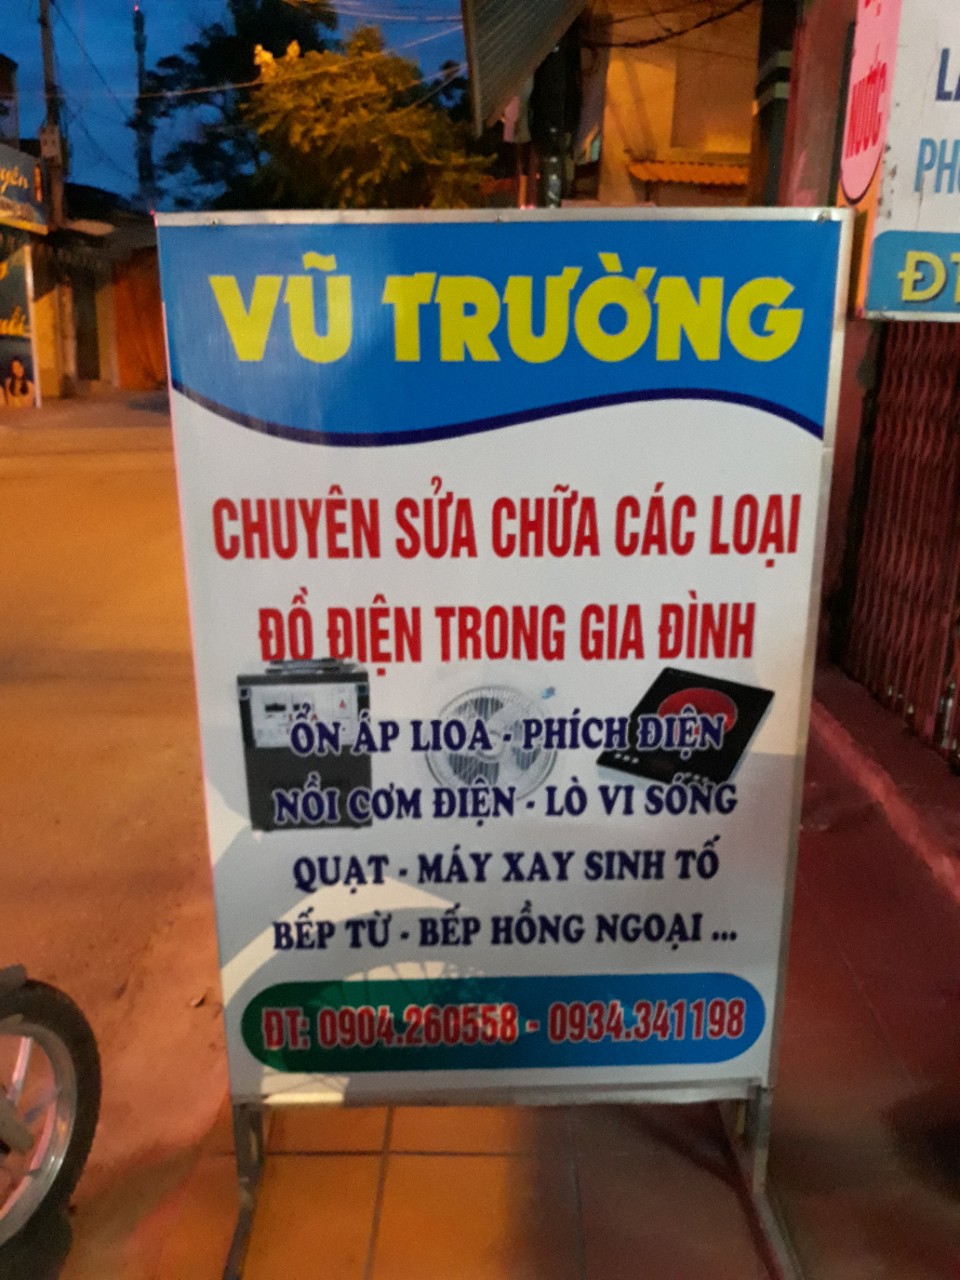 VŨ TRƯỜNG
CHUYÊN SỬA CHỮA CÁC LOẠI
ĐỒ ĐIỆN TRONG GIA ĐÌNH
ỔN ÁP LIOA - PHÍCH ĐIỆN
NỒI CƠM ĐIỆN - LÒ VI SÓNG
QUẠT - MÁY XAY SINH TỐ
BẾP TỪ - BẾP HỒNG NGOẠI ...
ĐT: 0904.260558 - 0934.341198
NƯỚC